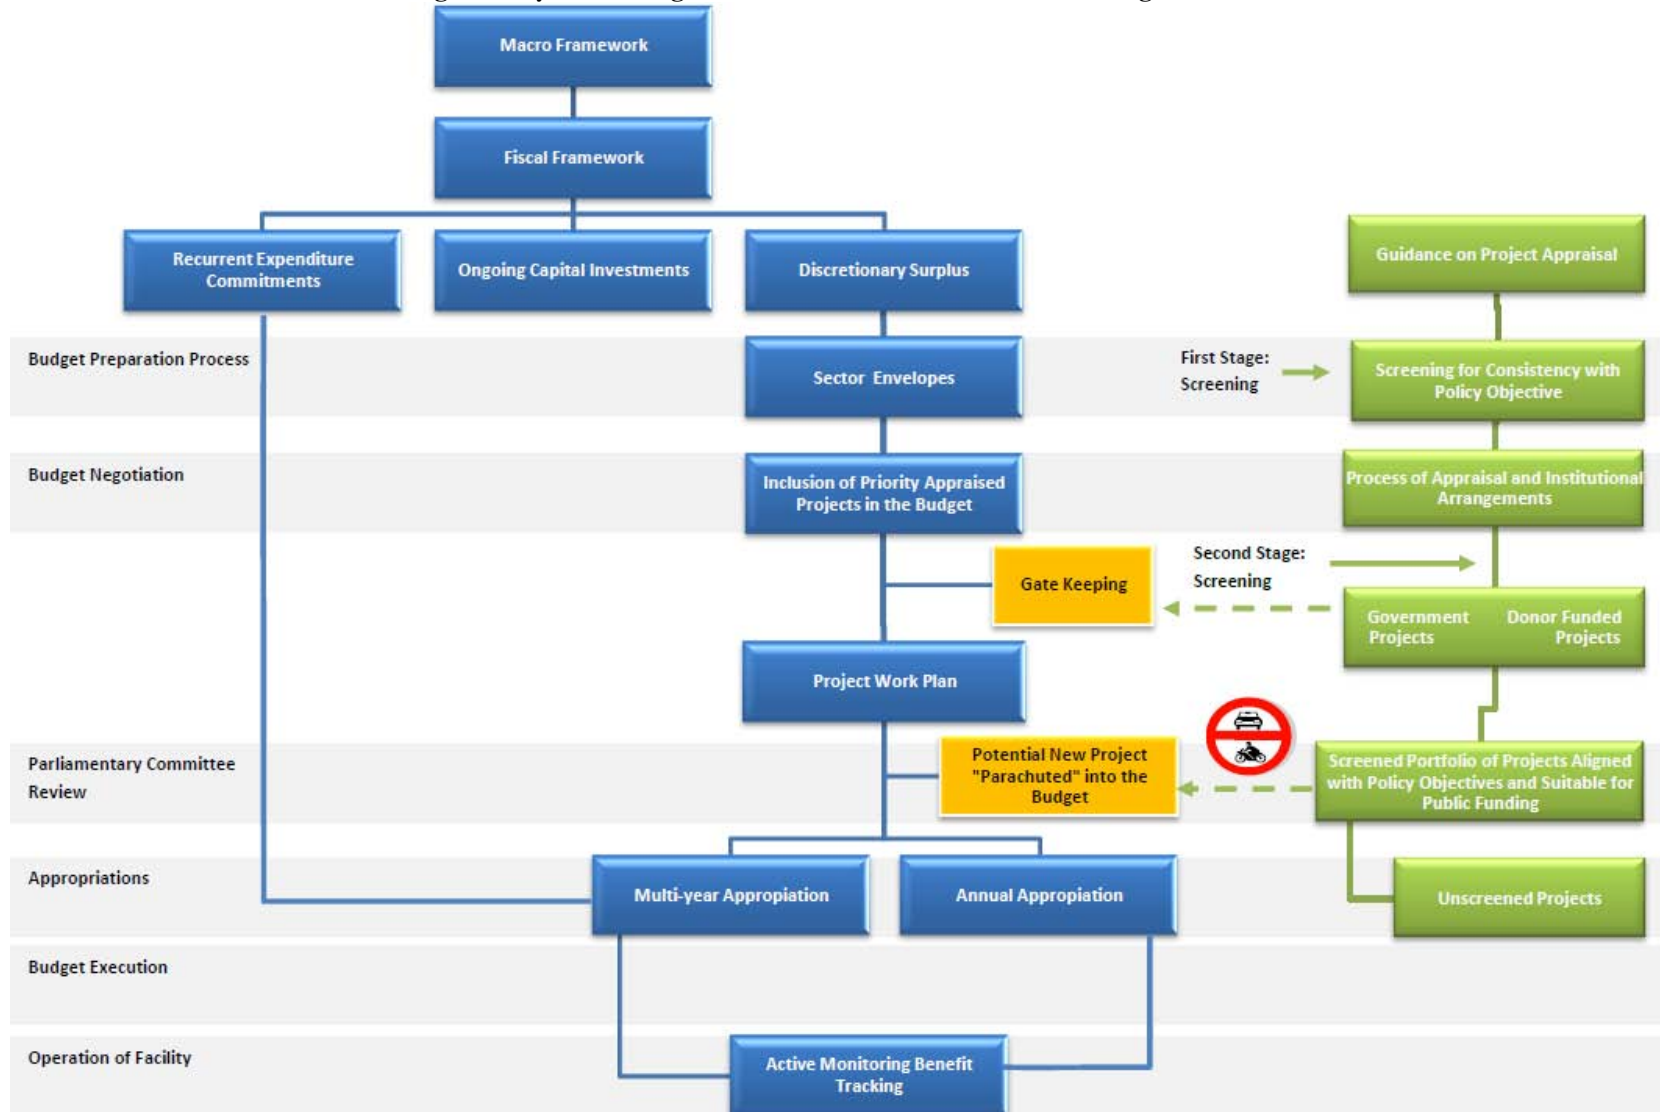 Macro Framework
Fiscal Framework
Recurrent Expenditure
Commitments
Ongoing Capital Investments
Discretionary Surplus
Guidance on Project Appraisal
Budget Preparation Process
Sector Envelopes
First Stage:
Screening
Screening for Consistency with
Policy Objective
Budget Negotiation
Inclusion of Priority Appraised
Projects in the Budget
Process of Appraisal and Institutional
Arrangements
Gate Keeping
Second Stage:
Screening
Government
Projects
Donor Funded
Projects
Project Work Plan
Parliamentary Committee
Review
Potential New Project
"Parachuted" into the
Budget
Screened Portfolio of Projects Aligned
with Policy Objectives and Suitable for
Public Funding
Appropriations
Multi-year Appropiation
Annual Appropiation
Unscreened Projects
Budget Execution
Operation of Facility
Active Monitoring Benefit
Tracking